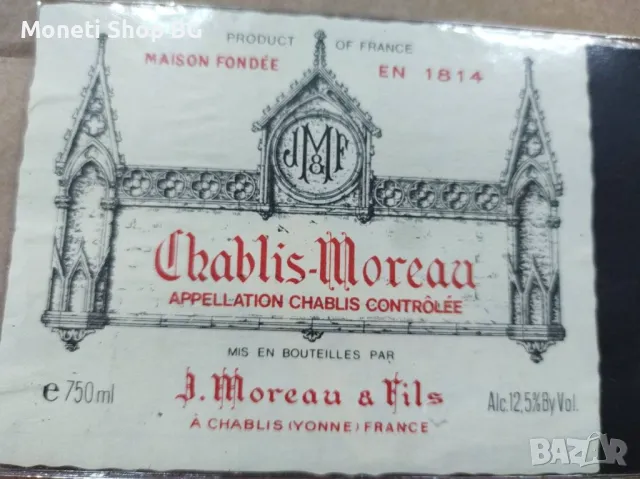 Moneti Shop BG
PRODUCT OF FRANCE
MAISON FONDÉE EN 1814
JM&F
Chablis-Moreau
APPELLATION CHABLIS CONTRÔLÉE
MIS EN BOUTEILLES PAR
e 750 ml J. Moreau & Fils Alc.12,5% By Vol.
À CHABLIS (YONNE) FRANCE
BAZAR